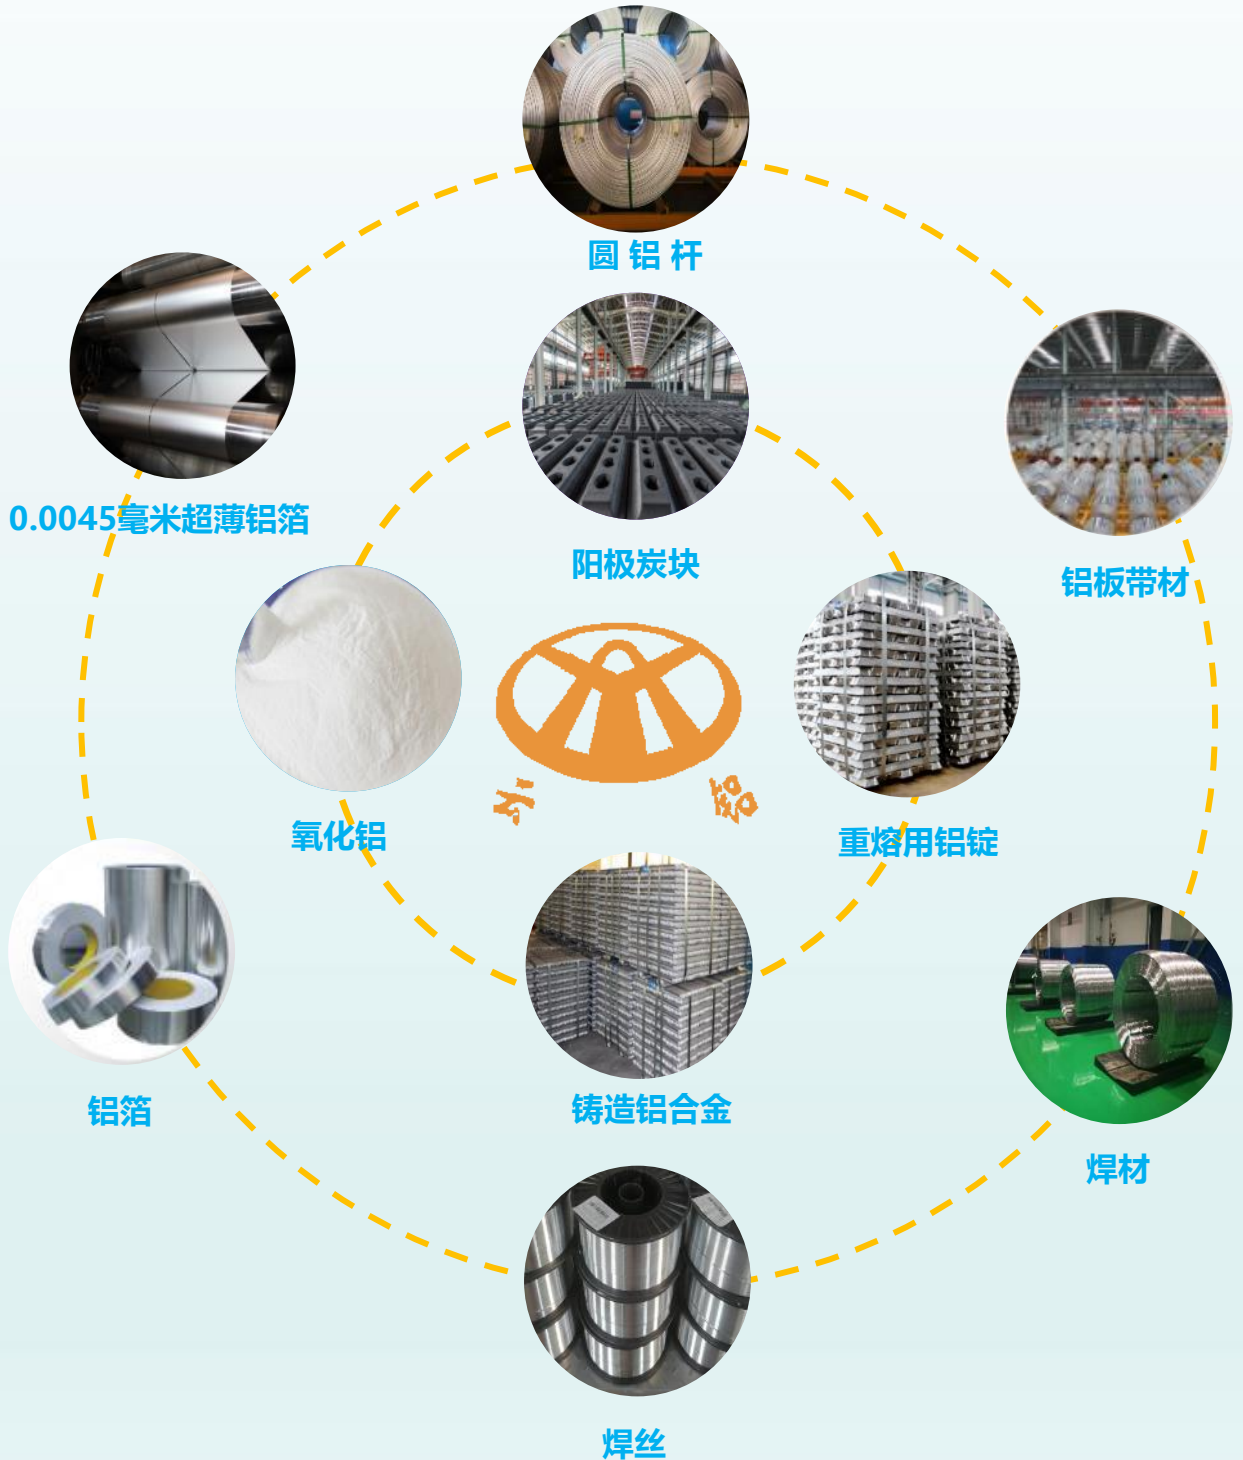 圆 铝 杆
0.0045毫米超薄铝箔
阳极炭块
铝板带材
氧化铝
重熔用铝锭
铝箔
铸造铝合金
焊材
焊丝